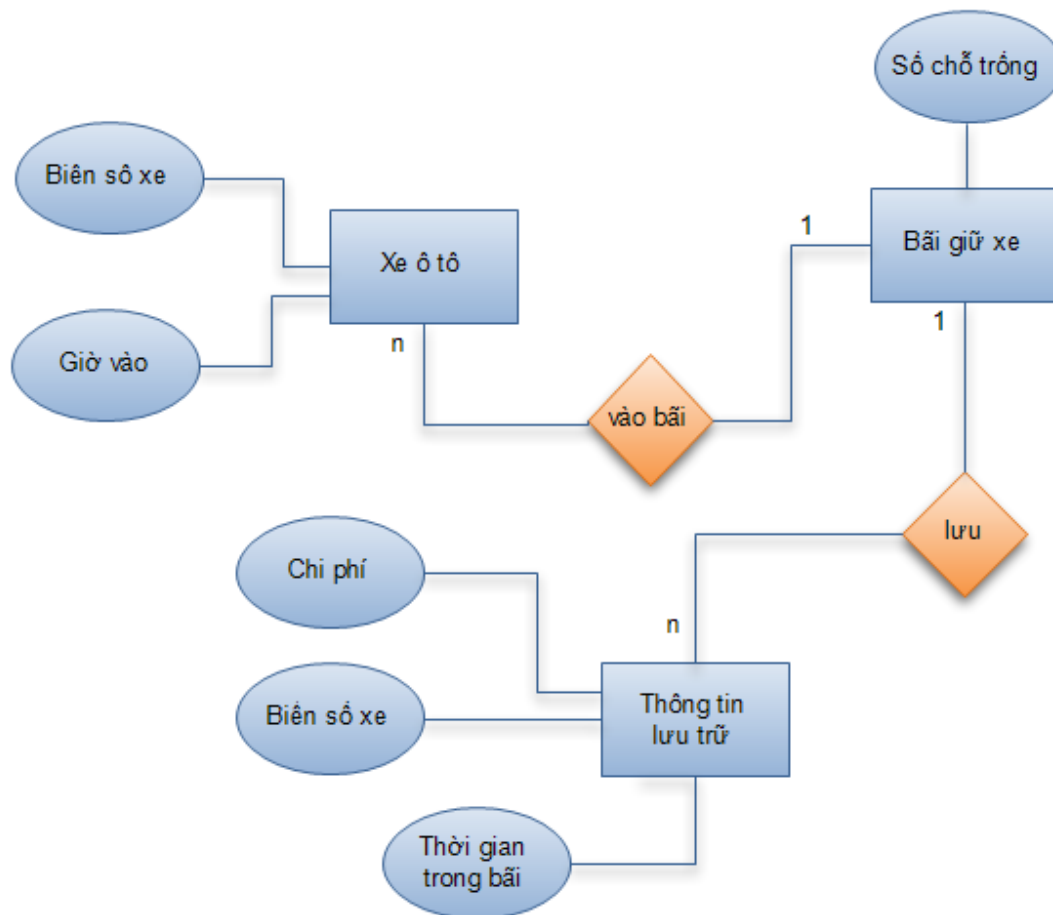 Số chỗ trống
Biên sô xe
Xe ô tô
1
Bãi giữ xe
Giờ vào
n
1
vào bãi
lưu
Chi phí
n
Biển số xe
Thông tin
lưu trữ
Thời gian
trong bãi